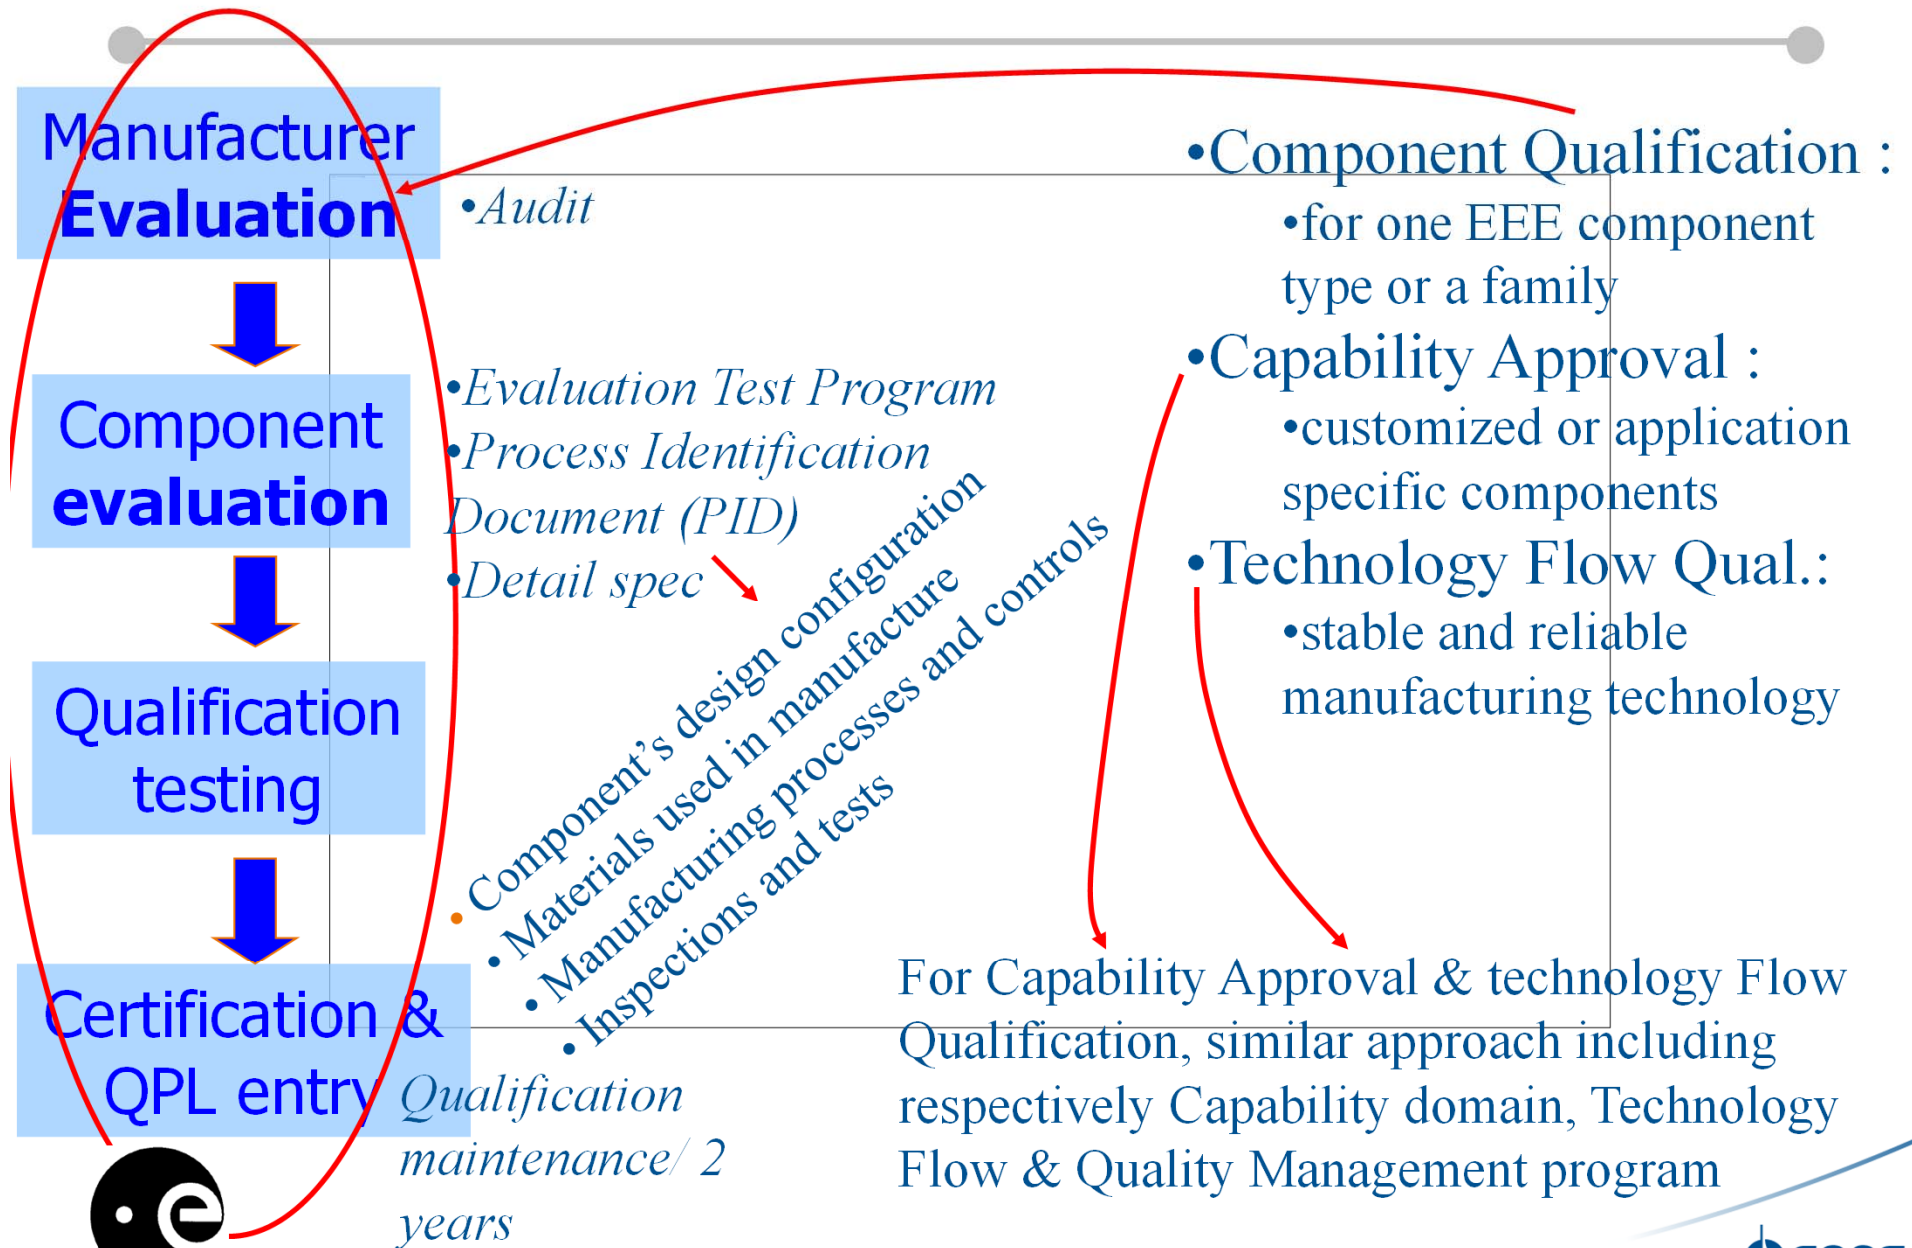 Manufacturer
Evaluation
•Audit
Component
evaluation
•Evaluation Test Program
•Process Identification
Document (PID)
•Detail spec
• Component's design configuration
• Materials used in manufacture
• Manufacturing processes and controls
• Inspections and tests
Qualification
testing
Certification &
QPL entry
Qualification
maintenance/ 2
years
•Component Qualification :
•for one EEE component
type or a family
•Capability Approval :
•customized or application
specific components
•Technology Flow Qual.:
•stable and reliable
manufacturing technology
For Capability Approval & technology Flow
Qualification, similar approach including
respectively Capability domain, Technology
Flow & Quality Management program
e